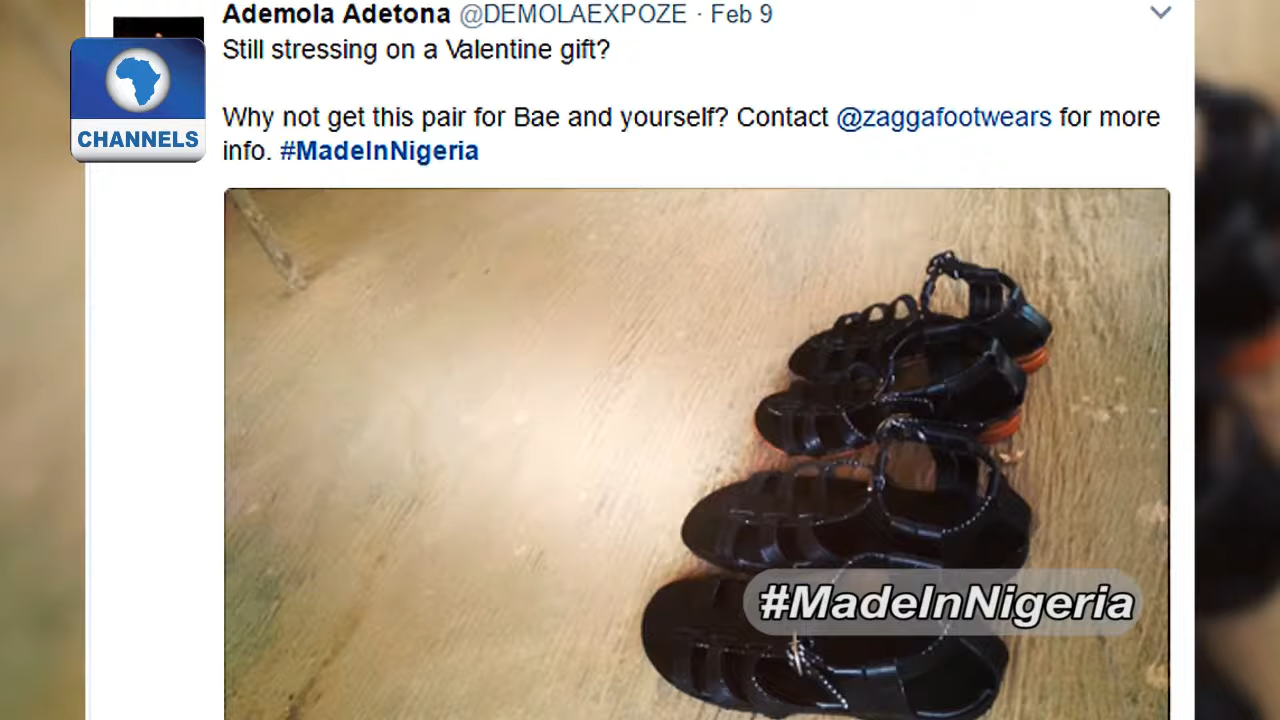 Ademola Adetona @DEMOLAEXPOZE · Feb 9
Still stressing on a Valentine gift?
CHANNELS
Why not get this pair for Bae and yourself? Contact @zaggafootwears for more
info. #MadeInNigeria
#MadeInNigeria